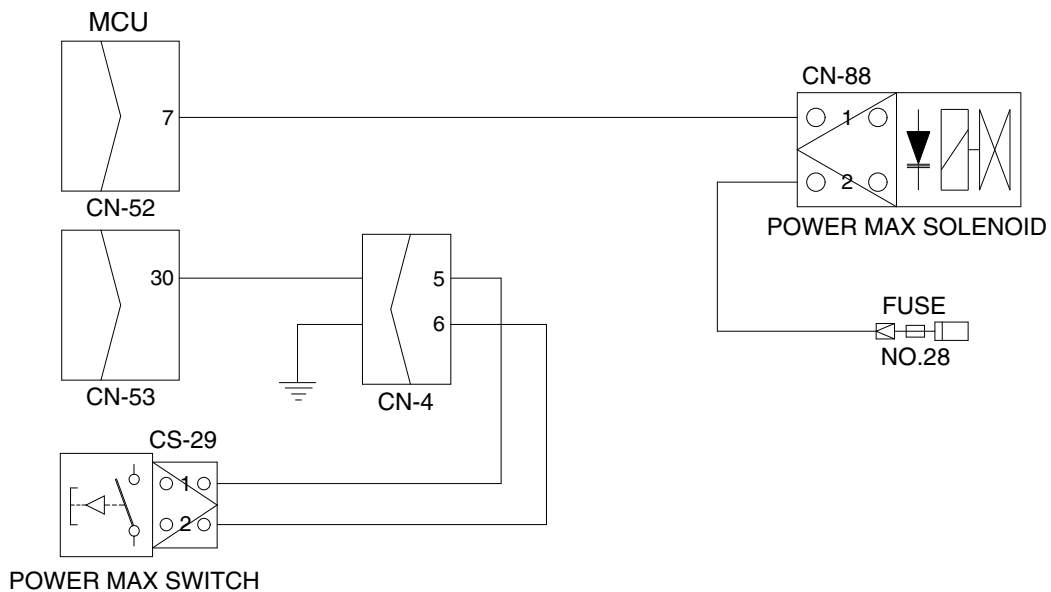 MCU
7
CN-52
CN-88
1
2
POWER MAX SOLENOID
30
CN-53
5
6
CN-4
FUSE
NO.28
CS-29
1
2
POWER MAX SWITCH